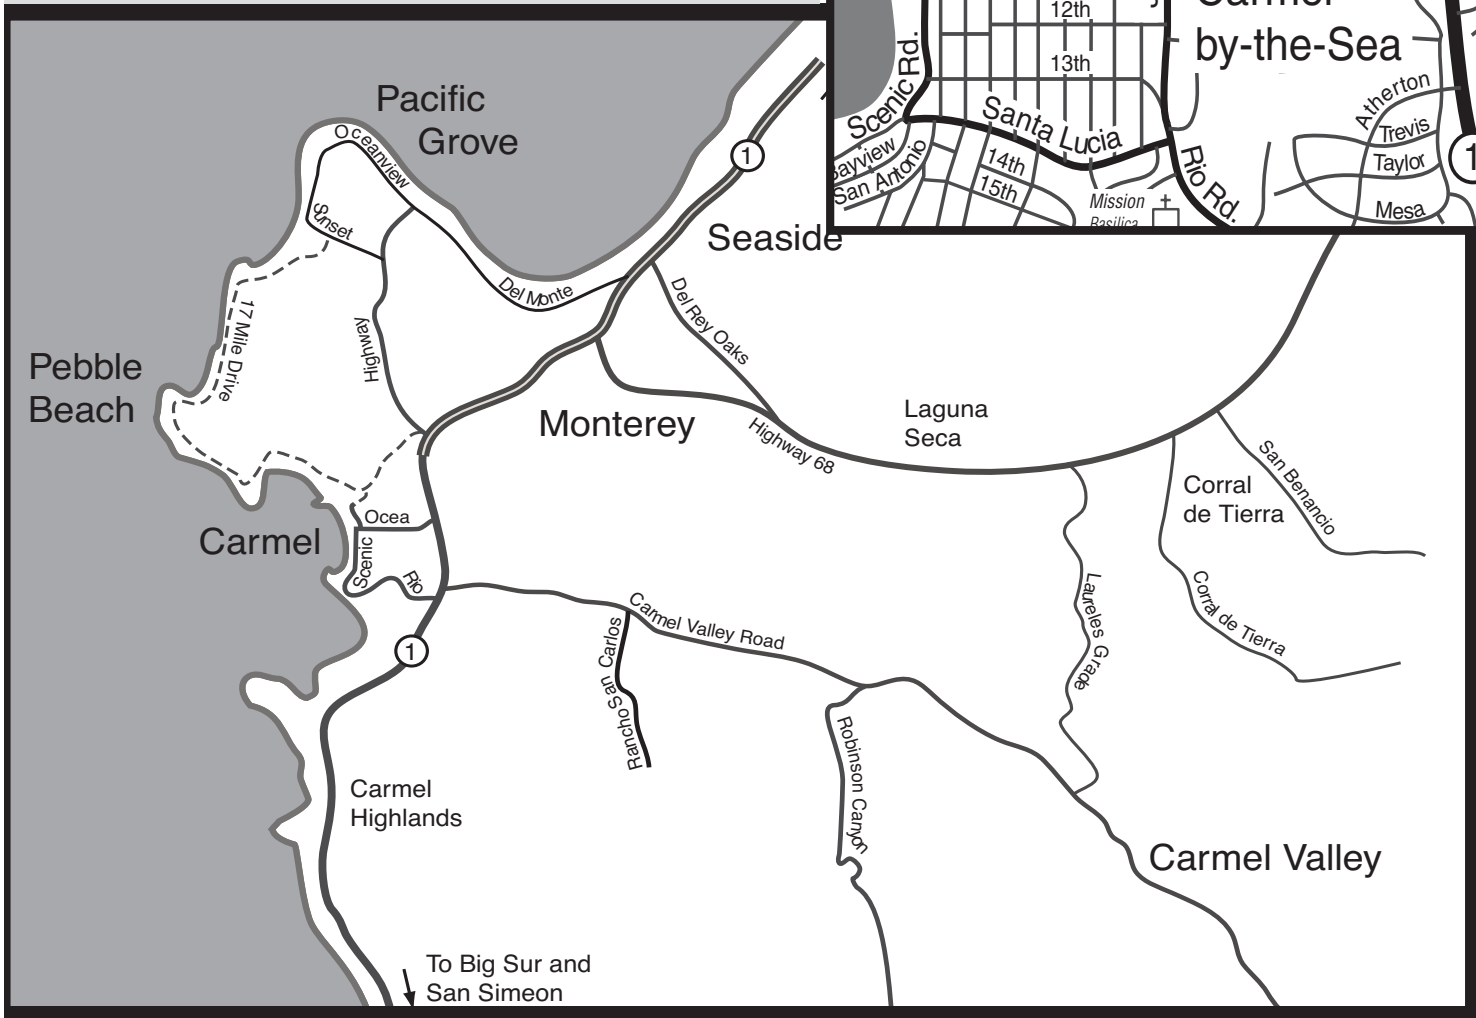 12th
by-the-Sea
13th
Scenic Rd.
Santa Lucia
Atherton
Trevis
Taylor
Mesa
1
San Antonio
14th
15th
Mission
Rio Rd.
Pacific
Grove
Oceanview
Sunset
1
Seaside
Del Monte
Del Rey Oaks
17 Mile Drive
Highway
Pebble
Beach
Monterey
Highway 68
Laguna
Seca
San Benancio
Corral
de Tierra
Ocea
Carmel
Scenic
Rio
Carmel Valley Road
Rancho San Carlos
Laureles Grade
Corral de Tierra
1
Robinson Canyon
Carmel
Highlands
Carmel Valley
To Big Sur and
San Simeon